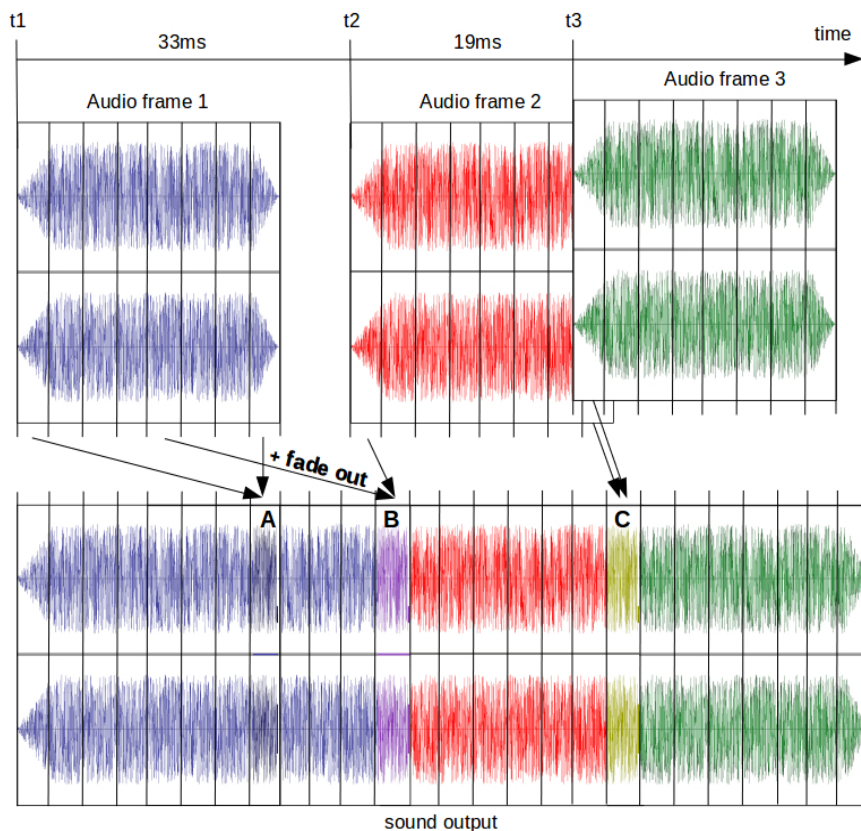 t1 t2 t3
33ms 19ms time
Audio frame 1 Audio frame 2 Audio frame 3
+ fade out
A B C
sound output